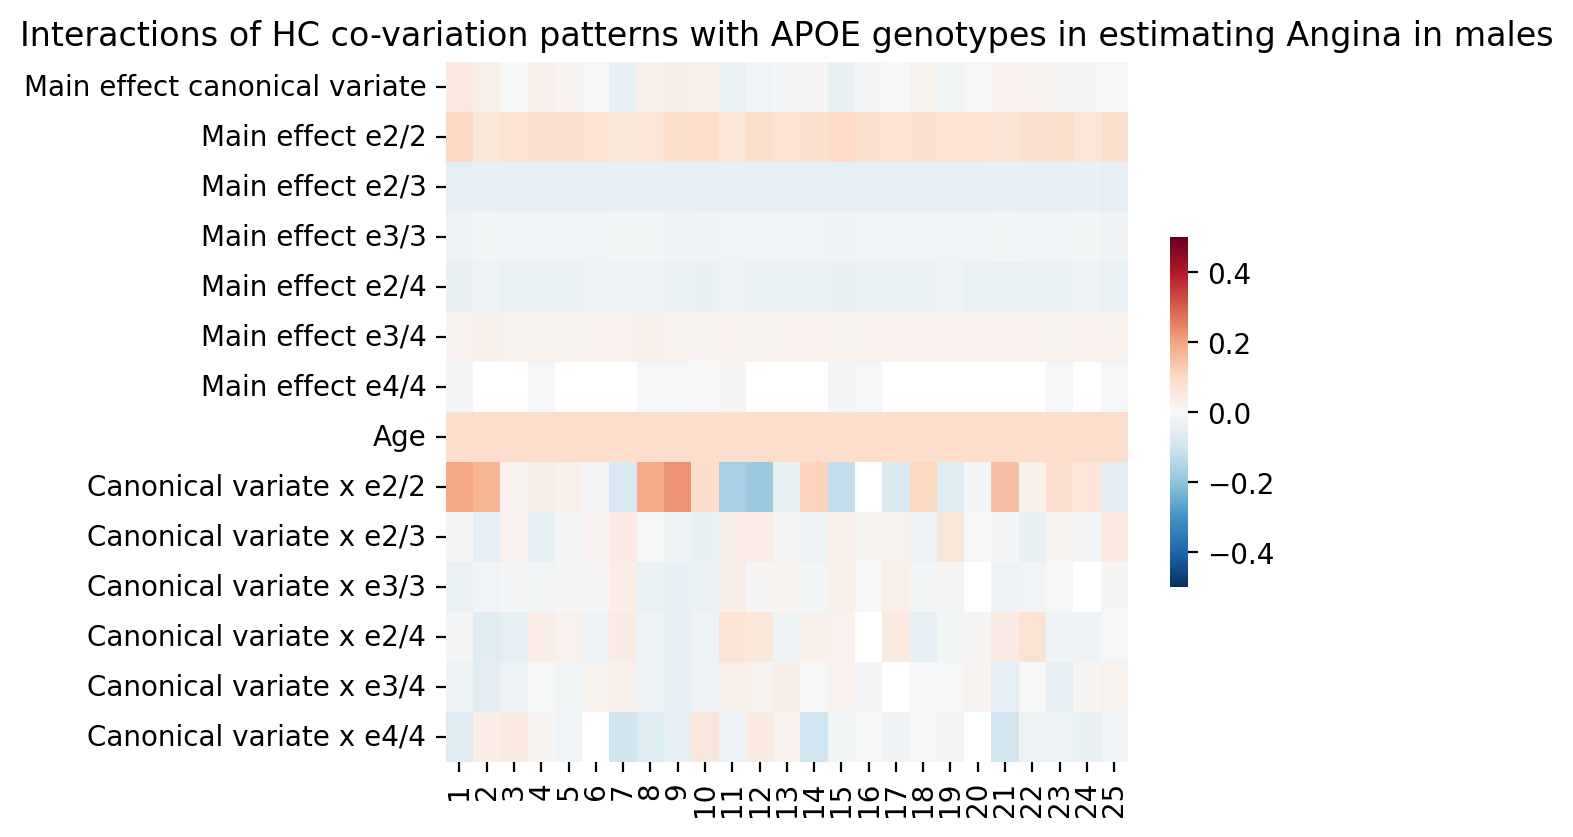 Interactions of HC co-variation patterns with APOE genotypes in estimating Angina in males
Main effect canonical variate
Main effect e2/2
Main effect e2/3
Main effect e3/3
Main effect e2/4
Main effect e3/4
Main effect e4/4
Age
Canonical variate x e2/2
Canonical variate x e2/3
Canonical variate x e3/3
Canonical variate x e2/4
Canonical variate x e3/4
Canonical variate x e4/4
1 2 3 4 5 6 7 8 9 10 11 12 13 14 15 16 17 18 19 20 21 22 23 24 25
0.4
0.2
0.0
−0.2
−0.4